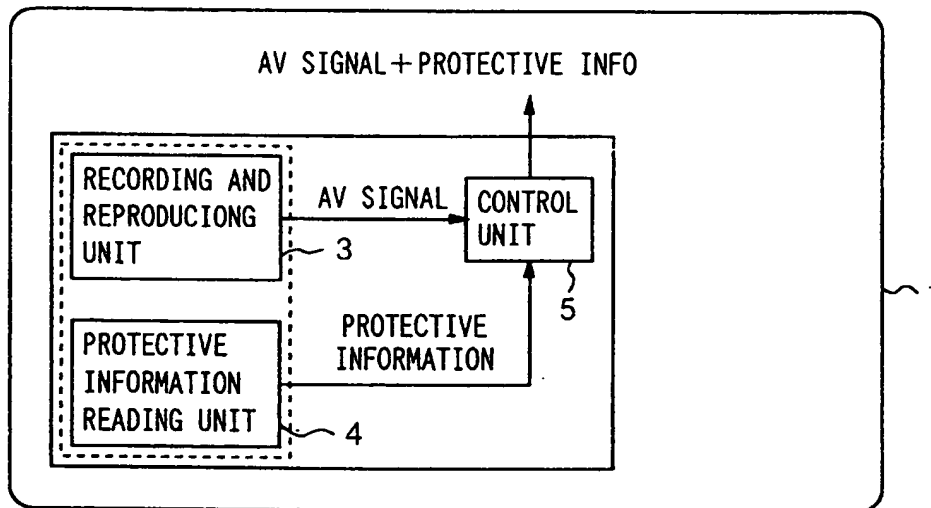 AV SIGNAL+PROTECTIVE INFO
RECORDING AND
REPRODUCIONG
UNIT
3
AV SIGNAL
CONTROL
UNIT
5
PROTECTIVE
INFORMATION
PROTECTIVE
INFORMATION
READING UNIT
4